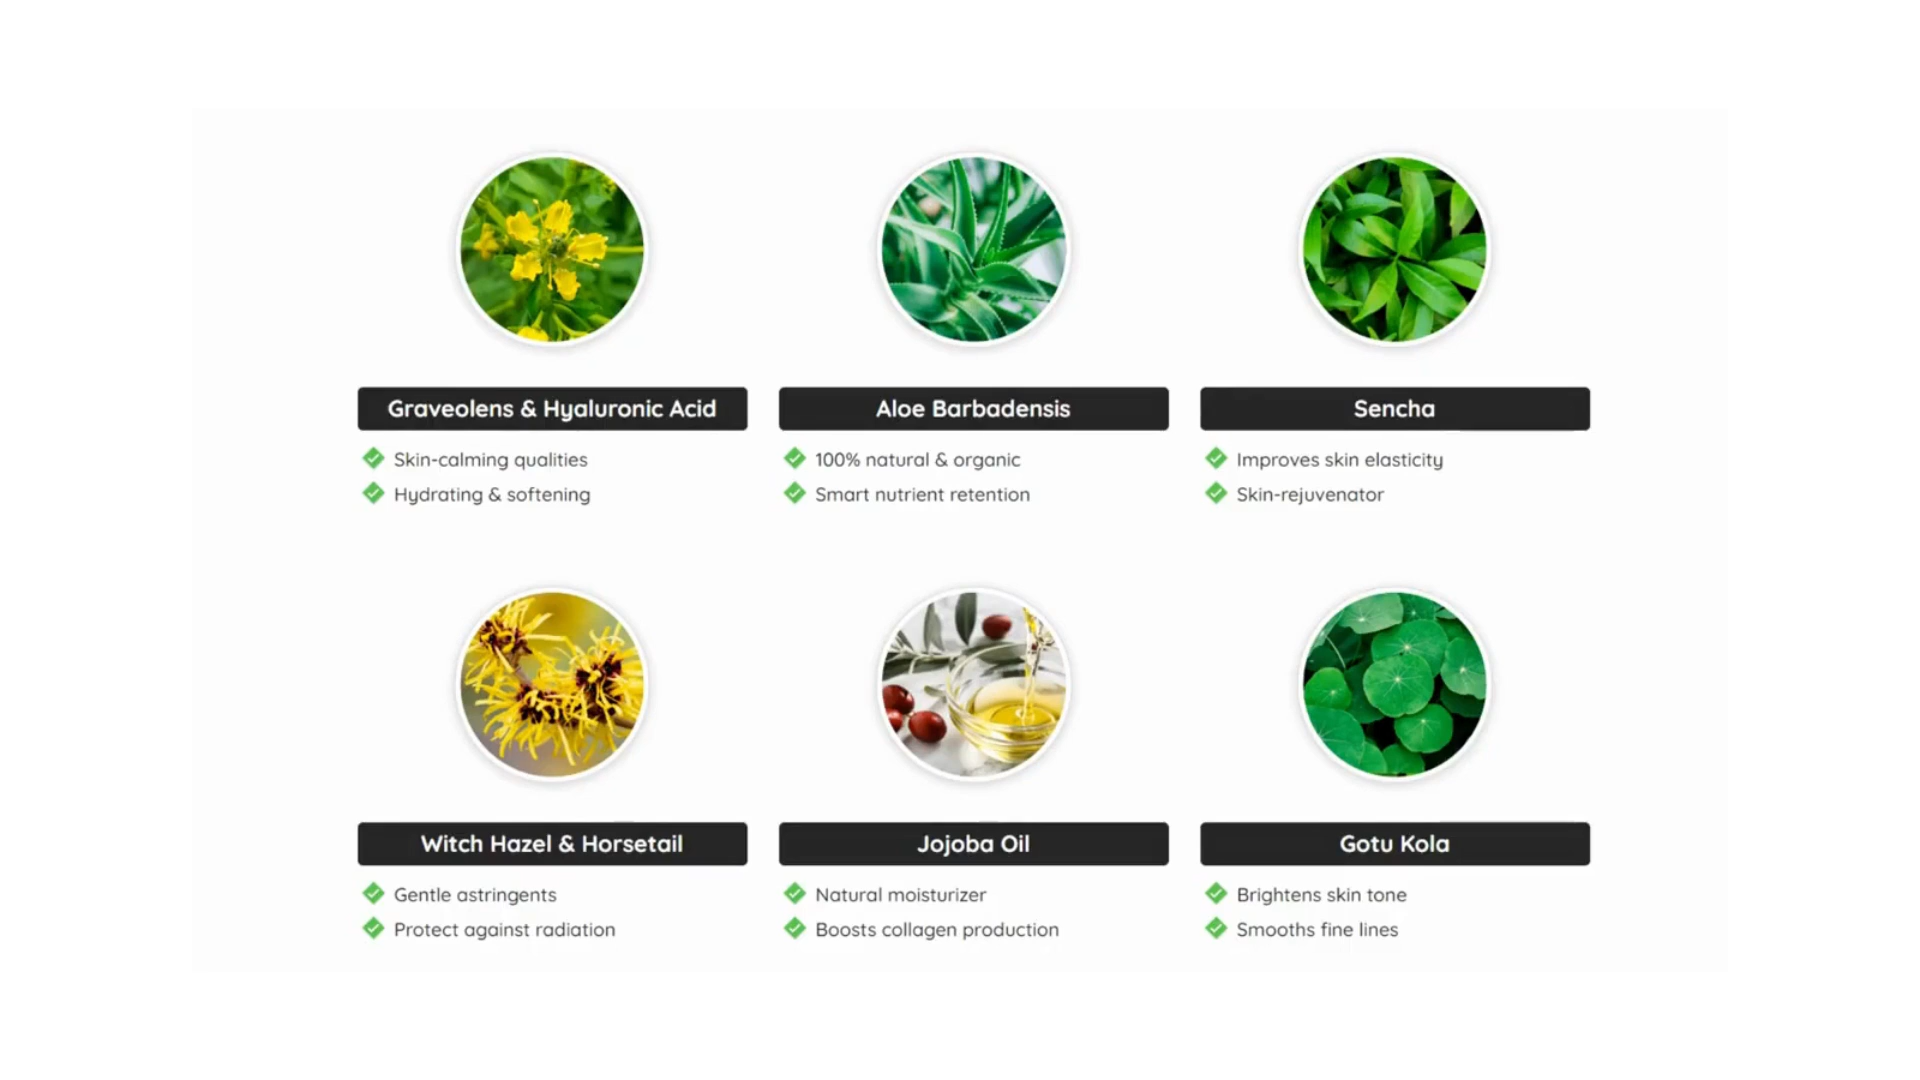 Graveolens & Hyaluronic Acid
Skin-calming qualities
Hydrating & softening
Aloe Barbadensis
100% natural & organic
Smart nutrient retention
Sencha
Improves skin elasticity
Skin-rejuvenator
Witch Hazel & Horsetail
Gentle astringents
Protect against radiation
Jojoba Oil
Natural moisturizer
Boosts collagen production
Gotu Kola
Brightens skin tone
Smooths fine lines